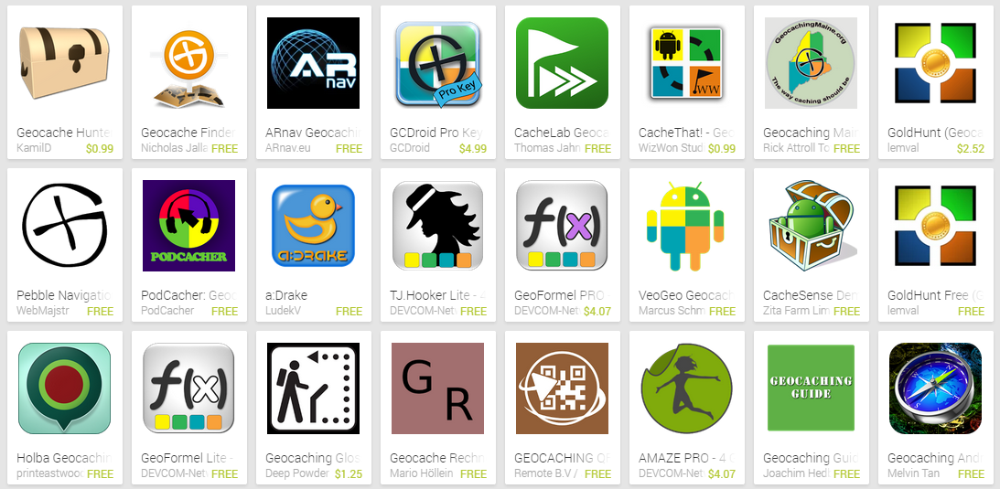 AR
nav
Pro Key
WW
GeocachingMaine.org
The way caching should be
Geocache Hunte
KamilD $0.99
Geocache Finder
Nicholas Jalla FREE
ARnav Geocachi
ARnav.eu FREE
GCDroid Pro Key
GCDroid $4.99
CacheLab Geoca
Thomas Jahn FREE
CacheThat! - Geo
WizWon Stud $0.99
Geocaching Mai
Rick Attroll To FREE
GoldHunt (Geoca
lemval $2.52
PODCACHER
a:DRAKE
f(x)
Pebble Navigatio
WebMajstr FREE
PodCacher: Geoc
PodCacher FREE
a:Drake
LudekV FREE
TJ.Hooker Lite - 4
DEVCOM-Net FREE
GeoFormel PRO -
DEVCOM-Net $4.07
VeoGeo Geocach
Marcus Schm FREE
CacheSense Dem
Zita Farm Lim FREE
GoldHunt Free (G
lemval FREE
f(x)
G
R
GEOCACHING
GUIDE
Holba Geocachin
printeastwood FREE
GeoFormel Lite -
DEVCOM-Net FREE
Geocaching Glos
Deep Powder $1.25
Geocache Rechn
Mario Höllein FREE
GEOCACHING QR
Remote B.V / FREE
AMAZE PRO - 4 G
DEVCOM-Net $4.07
Geocaching Guid
Joachim Hedl FREE
Geocaching Andr
Melvin Tan FREE